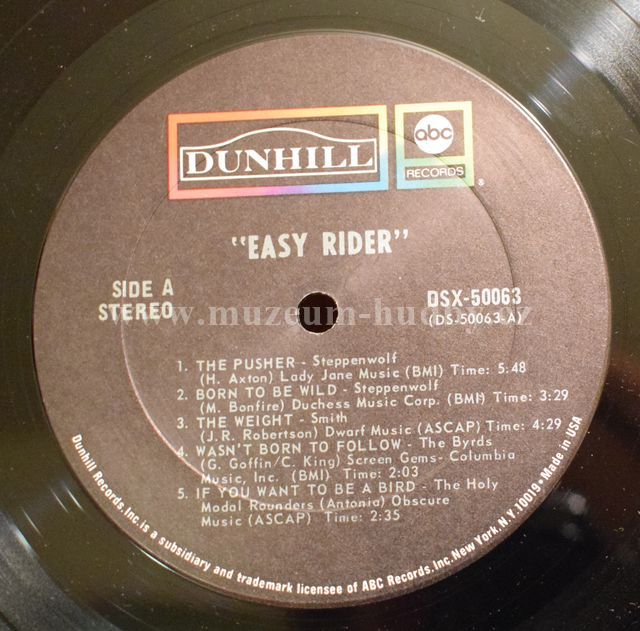 DUNHILL
abc
RECORDS
"EASY RIDER"
SIDE A
STEREO
DSX-50063
(DS-50063-A)
www.muzeum-hudby.cz
1. THE PUSHER - Steppenwolf
(H. Axton) Lady Jane Music (BMI) Time: 5:48
2. BORN TO BE WILD - Steppenwolf
(M. Bonfire) Duchess Music Corp. (BMI) Time: 3:29
3. THE WEIGHT - Smith
(J.R. Robertson) Dwarf Music (ASCAP) Time: 4:29
4. WASN'T BORN TO FOLLOW - The Byrds
(G. Goffin/C. King) Screen Gems-Columbia
Music, Inc. (BMI) Time: 2:03
5. IF YOU WANT TO BE A BIRD - The Holy
Modal Rounders (Antonia) Obscure
Music (ASCAP) Time: 2:35
Dunhill Records, Inc. is a subsidiary and trademark licensee of ABC Records, Inc. New York, N.Y. 10019 • Made in USA